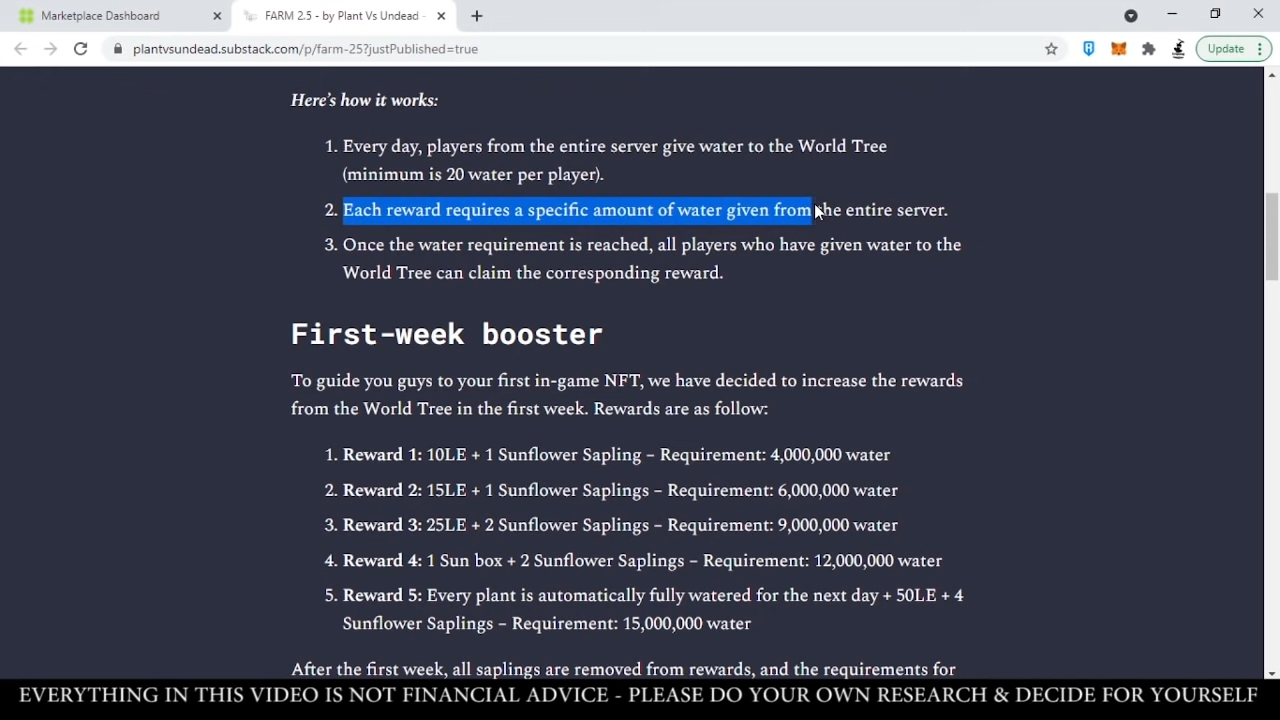 Marketplace Dashboard
FARM 2.5 - by Plant Vs Undead -
plantvsundead.substack.com/p/farm-25?justPublished=true
Update
Here's how it works:
1. Every day, players from the entire server give water to the World Tree
(minimum is 20 water per player).
2. Each reward requires a specific amount of water given from the entire server.
3. Once the water requirement is reached, all players who have given water to the
World Tree can claim the corresponding reward.
First-week booster
To guide you guys to your first in-game NFT, we have decided to increase the rewards
from the World Tree in the first week. Rewards are as follow:
1. Reward 1: 10LE + 1 Sunflower Sapling – Requirement: 4,000,000 water
2. Reward 2: 15LE + 1 Sunflower Saplings – Requirement: 6,000,000 water
3. Reward 3: 25LE + 2 Sunflower Saplings – Requirement: 9,000,000 water
4. Reward 4: 1 Sun box + 2 Sunflower Saplings – Requirement: 12,000,000 water
5. Reward 5: Every plant is automatically fully watered for the next day + 50LE + 4
Sunflower Saplings – Requirement: 15,000,000 water
After the first week, all saplings are removed from rewards, and the requirements for
EVERYTHING IN THIS VIDEO IS NOT FINANCIAL ADVICE - PLEASE DO YOUR OWN RESEARCH & DECIDE FOR YOURSELF